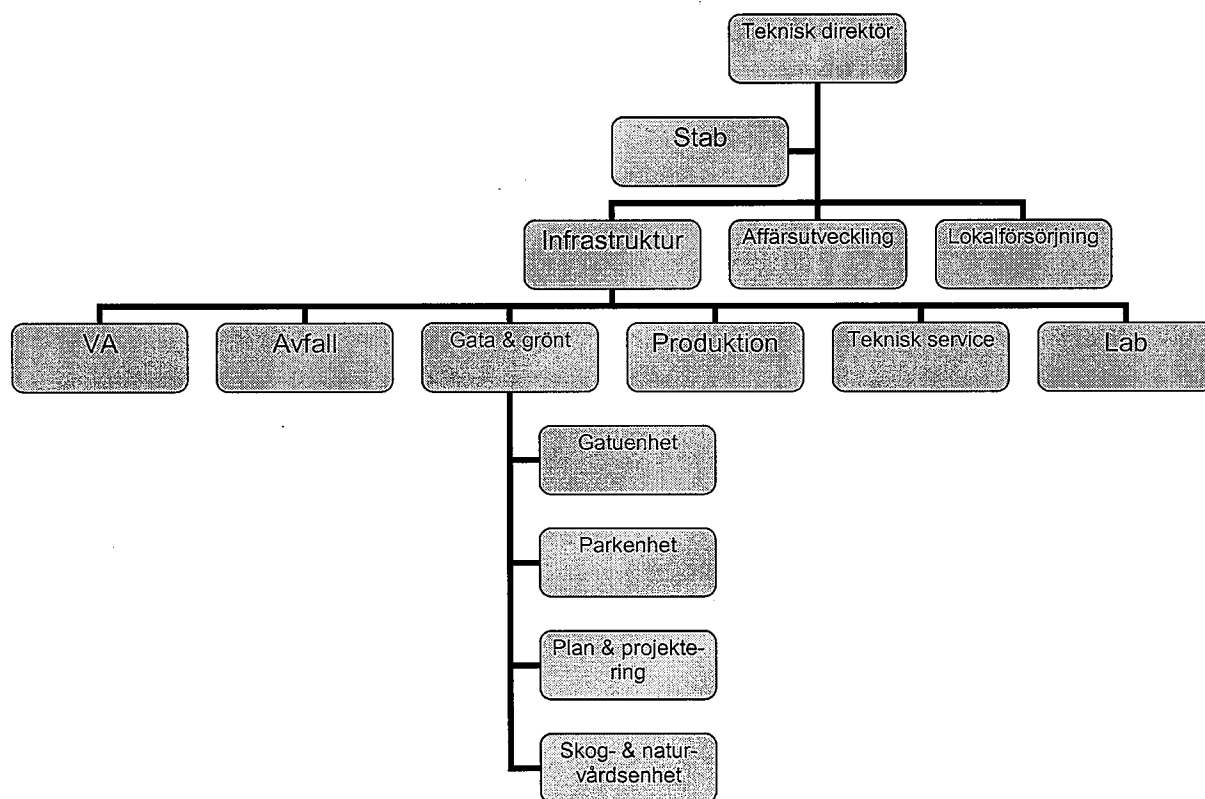 Teknisk direktör
Stab
Infrastruktur
Affärsutveckling
Lokalförsörjning
VA
Avfall
Gata & grönt
Produktion
Teknisk service
Lab
Gatuenhet
Parkenhet
Plan & projekte-
ring
Skog- & natur-
vårdsenhet